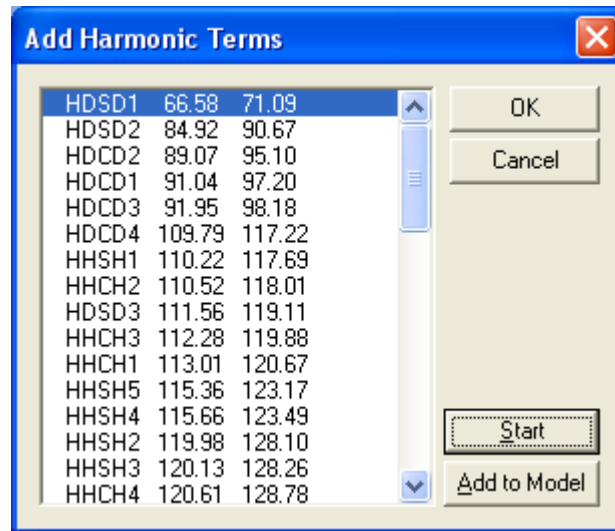 Add Harmonic Terms
HDSD1 66.58 71.09
HDSD2 84.92 90.67
HDCD2 89.07 95.10
HDCD1 91.04 97.20
HDCD3 91.95 98.18
HDCD4 109.79 117.22
HHSH1 110.22 117.69
HHCH2 110.52 118.01
HDSD3 111.56 119.11
HHCH3 112.28 119.88
HHCH1 113.01 120.67
HHSH5 115.36 123.17
HHSH4 115.66 123.49
HHSH2 119.98 128.10
HHSH3 120.13 128.26
HHCH4 120.61 128.78
OK
Cancel
Start
Add to Model